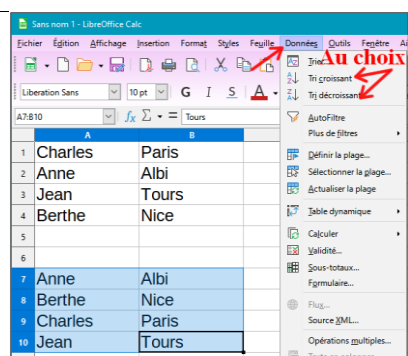 Sans nom 1 - LibreOffice Calc
Fichier Édition Affichage Insertion Format Styles Feuille Données Outils Fenêtre Ai
Liberation Sans 10 pt G I S A
A7:B10 fx Σ = Tours
A B
1 Charles Paris
2 Anne Albi
3 Jean Tours
4 Berthe Nice
5
6
7 Anne Albi
8 Berthe Nice
9 Charles Paris
10 Jean Tours
Au choix
Tri croissant
Tri décroissant
AutoFiltre
Plus de filtres
Définir la plage...
Sélectionner la plage...
Actualiser la plage
Table dynamique
Calculer
Validité...
Sous-totaux...
Formulaire...
Flux...
Source XML...
Opérations multiples...